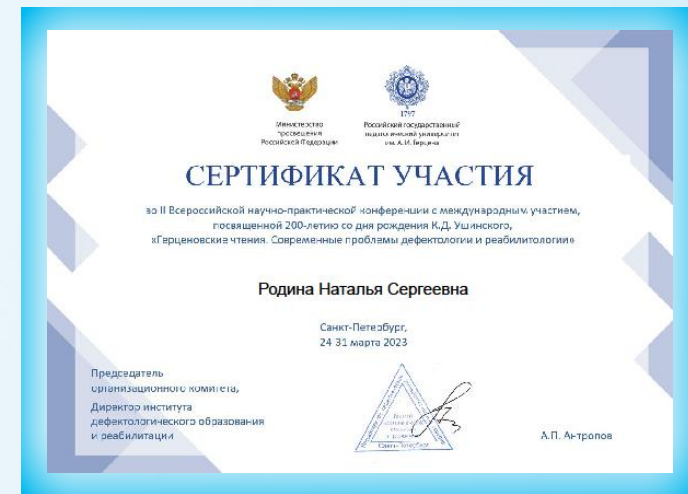 Министерство
просвещения
Российской Федерации
1797
Российский государственный
педагогический университет
им. А. И. Герцена
СЕРТИФИКАТ УЧАСТИЯ
во II Всероссийской научно-практической конференции с международным участием,
посвященной 200-летию со дня рождения К.Д. Ушинского,
«Герценовские чтения. Современные проблемы дефектологии и реабилитологии»
Родина Наталья Сергеевна
Санкт-Петербург,
24-31 марта 2023
Председатель
организационного комитета,
Директор института
дефектологического образования
и реабилитации
Санкт-Петербург
А.П. Антропов